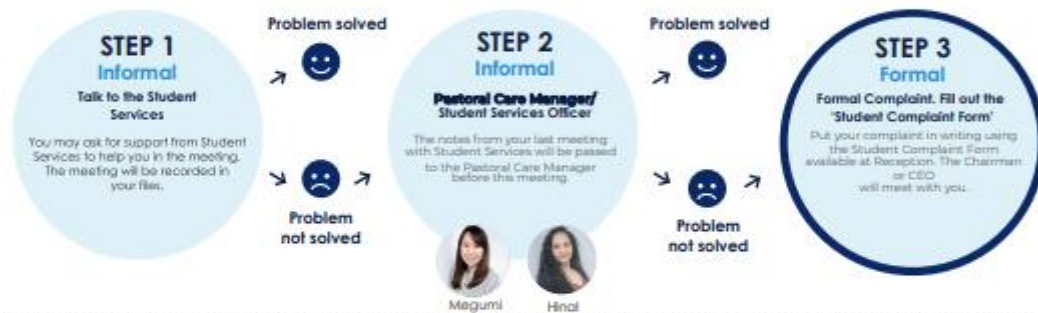 STEP 1
Informal
Talk to the Student
Services
You may ask for support from Student
Services to help you in the meeting.
The meeting will be recorded in
your files.
Problem solved
Problem
not solved
STEP 2
Informal
Pastoral Care Manager/
Student Services Officer
The notes from your last meeting
with Student Services will be passed
to the Pastoral Care Manager
before this meeting.
Megumi
Hinal
Problem solved
Problem
not solved
STEP 3
Formal
Formal Complaint. Fill out the
'Student Complaint Form'
Put your complaint in writing using
the Student Complaint Form
available at Reception. The Chairman
or CEO
will meet with you.